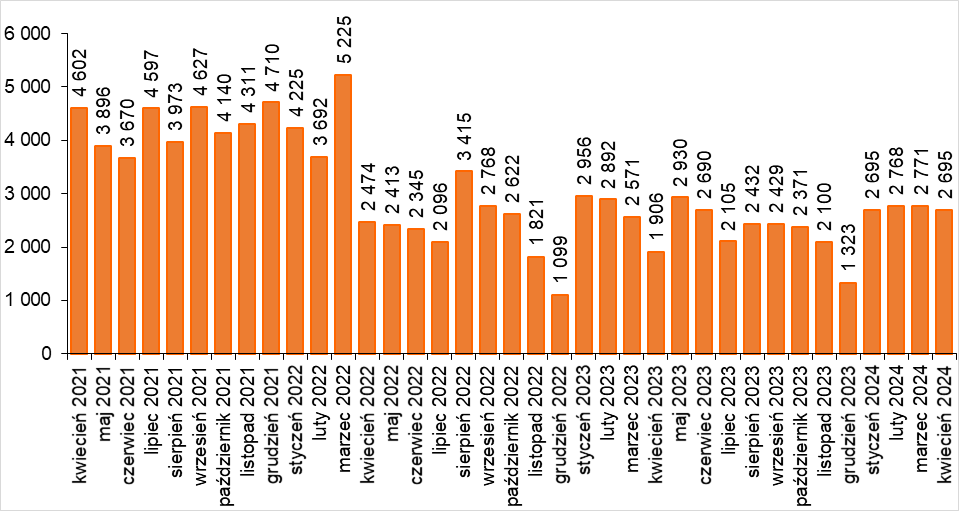 6 000
5 000
4 000
3 000
2 000
1 000
0
4 602
3 896
3 670
4 597
3 973
4 627
4 140
4 311
4 710
4 225
3 692
5 225
2 474
2 413
2 345
2 096
3 415
2 768
2 622
1 821
1 099
2 956
2 892
2 571
1 906
2 930
2 690
2 105
2 432
2 429
2 371
2 100
1 323
2 695
2 768
2 771
2 695
kwiecień 2021
maj 2021
czerwiec 2021
lipiec 2021
sierpień 2021
wrzesień 2021
październik 2021
listopad 2021
grudzień 2021
styczeń 2022
luty 2022
marzec 2022
kwiecień 2022
maj 2022
czerwiec 2022
lipiec 2022
sierpień 2022
wrzesień 2022
październik 2022
listopad 2022
grudzień 2022
styczeń 2023
luty 2023
marzec 2023
kwiecień 2023
maj 2023
czerwiec 2023
lipiec 2023
sierpień 2023
wrzesień 2023
październik 2023
listopad 2023
grudzień 2023
styczeń 2024
luty 2024
marzec 2024
kwiecień 2024